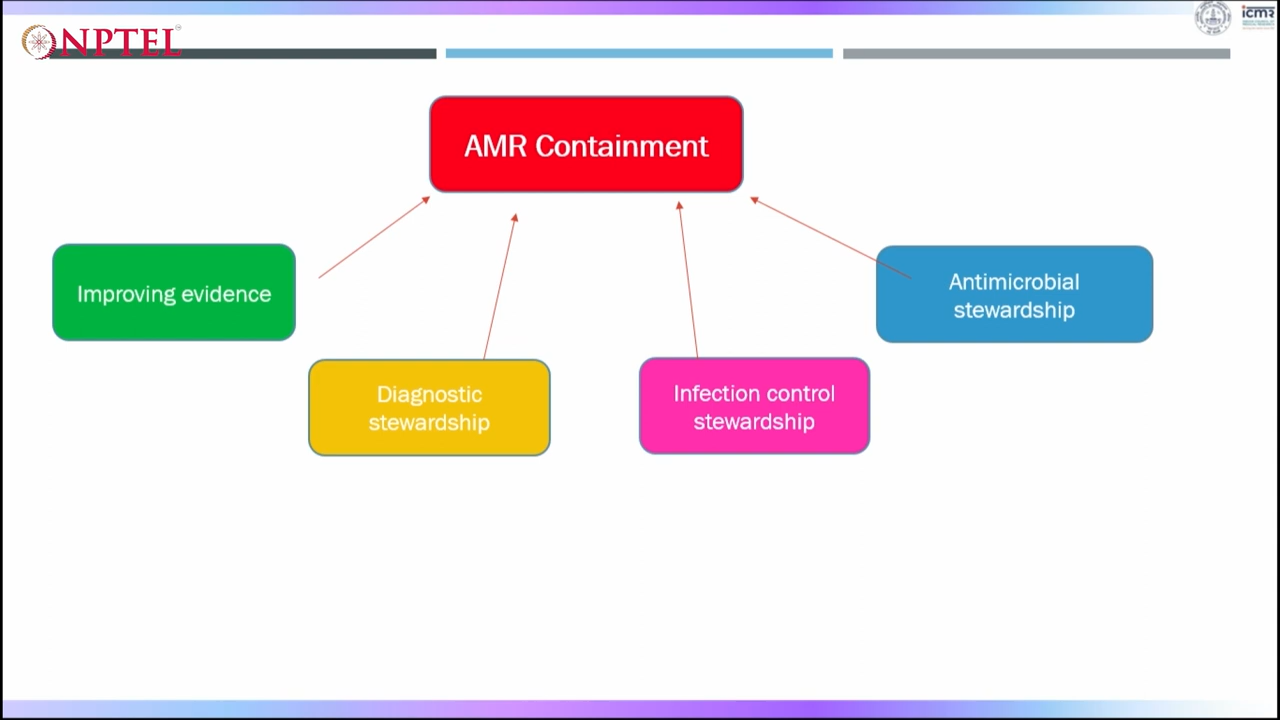 NPTEL
icmr
AMR Containment
Improving evidence
Antimicrobial
stewardship
Diagnostic
stewardship
Infection control
stewardship